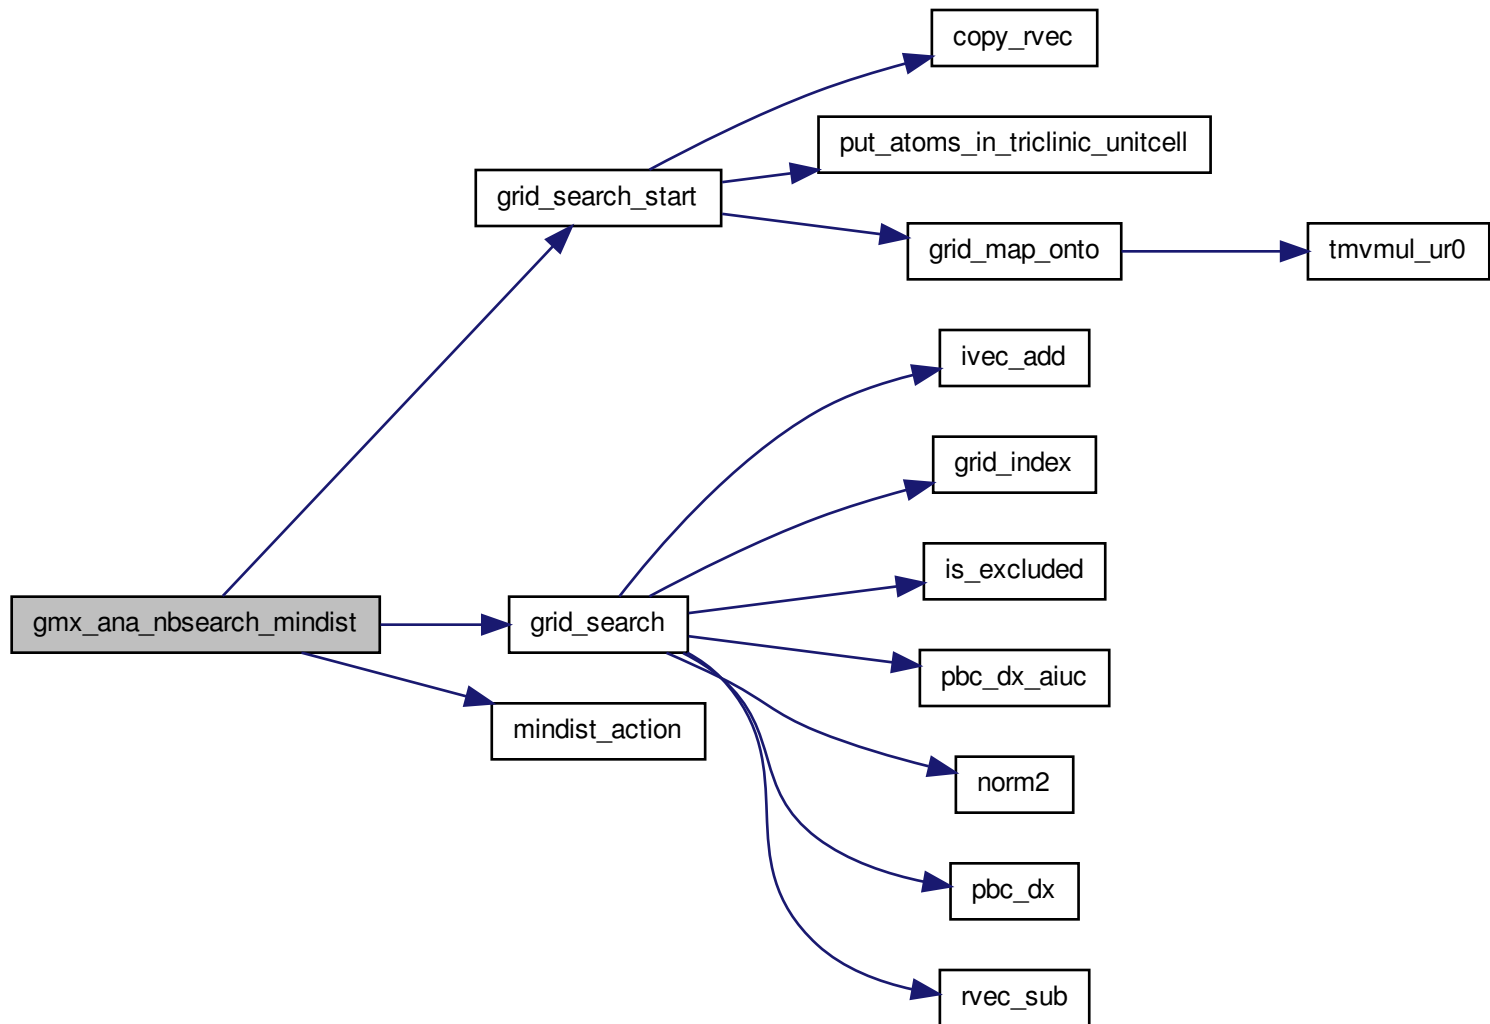 copy_rvec
put_atoms_in_triclinic_unitcell
grid_search_start
grid_map_onto
tmvmul_ur0
ivec_add
grid_index
is_excluded
gmx_ana_nbsearch_mindist
grid_search
pbc_dx_aiuc
mindist_action
norm2
pbc_dx
rvec_sub